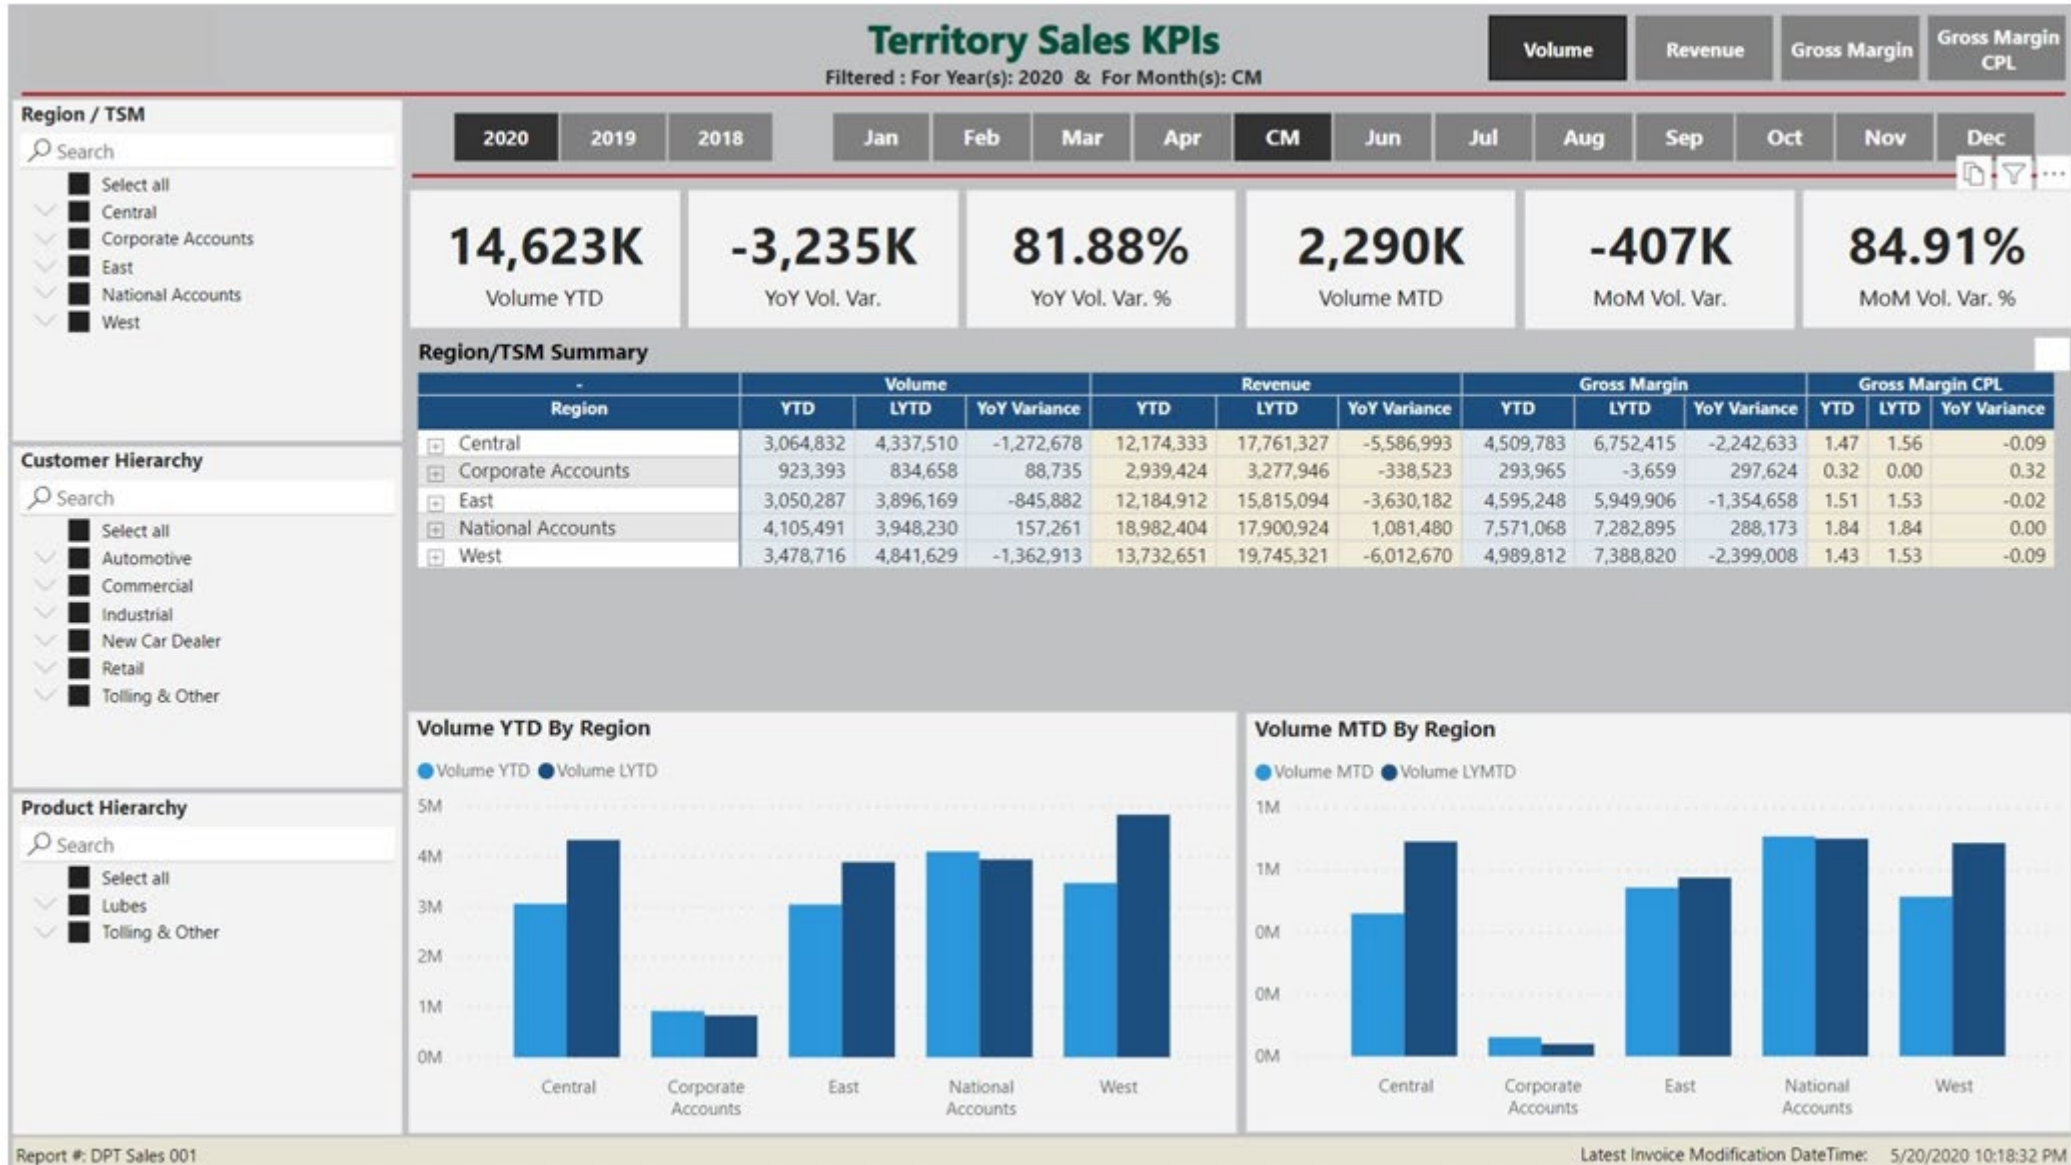 Territory Sales KPIs
Filtered : For Year(s): 2020 & For Month(s): CM
Volume Revenue Gross Margin Gross Margin CPL
Region / TSM
Search
Select all
Central
Corporate Accounts
East
National Accounts
West
Customer Hierarchy
Search
Select all
Automotive
Commercial
Industrial
New Car Dealer
Retail
Tolling & Other
Product Hierarchy
Search
Select all
Lubes
Tolling & Other
2020 2019 2018 Jan Feb Mar Apr CM Jun Jul Aug Sep Oct Nov Dec
14,623K -3,235K 81.88% 2,290K -407K 84.91%
Volume YTD YoY Vol. Var. YoY Vol. Var. % Volume MTD MoM Vol. Var. MoM Vol. Var. %
Region/TSM Summary
- Volume Revenue Gross Margin Gross Margin CPL
Region YTD LYTD YoY Variance YTD LYTD YoY Variance YTD LYTD YoY Variance YTD LYTD YoY Variance
Central 3,064,832 4,337,510 -1,272,678 12,174,333 17,761,327 -5,586,993 4,509,783 6,752,415 -2,242,633 1.47 1.56 -0.09
Corporate Accounts 923,393 834,658 88,735 2,939,424 3,277,946 -338,523 293,965 -3,659 297,624 0.32 0.00 0.32
East 3,050,287 3,896,169 -845,882 12,184,912 15,815,094 -3,630,182 4,595,248 5,949,906 -1,354,658 1.51 1.53 -0.02
National Accounts 4,105,491 3,948,230 157,261 18,982,404 17,900,924 1,081,480 7,571,068 7,282,895 288,173 1.84 1.84 0.00
West 3,478,716 4,841,629 -1,362,913 13,732,651 19,745,321 -6,012,670 4,989,812 7,388,820 -2,399,008 1.43 1.53 -0.09
Volume YTD By Region
Volume YTD Volume LYTD
5M
4M
3M
2M
1M
0M
Central Corporate Accounts East National Accounts West
Volume MTD By Region
Volume MTD Volume LYMTD
1M
1M
0M
0M
0M
Central Corporate Accounts East National Accounts West
Report #: DPT Sales 001
Latest Invoice Modification DateTime: 5/20/2020 10:18:32 PM